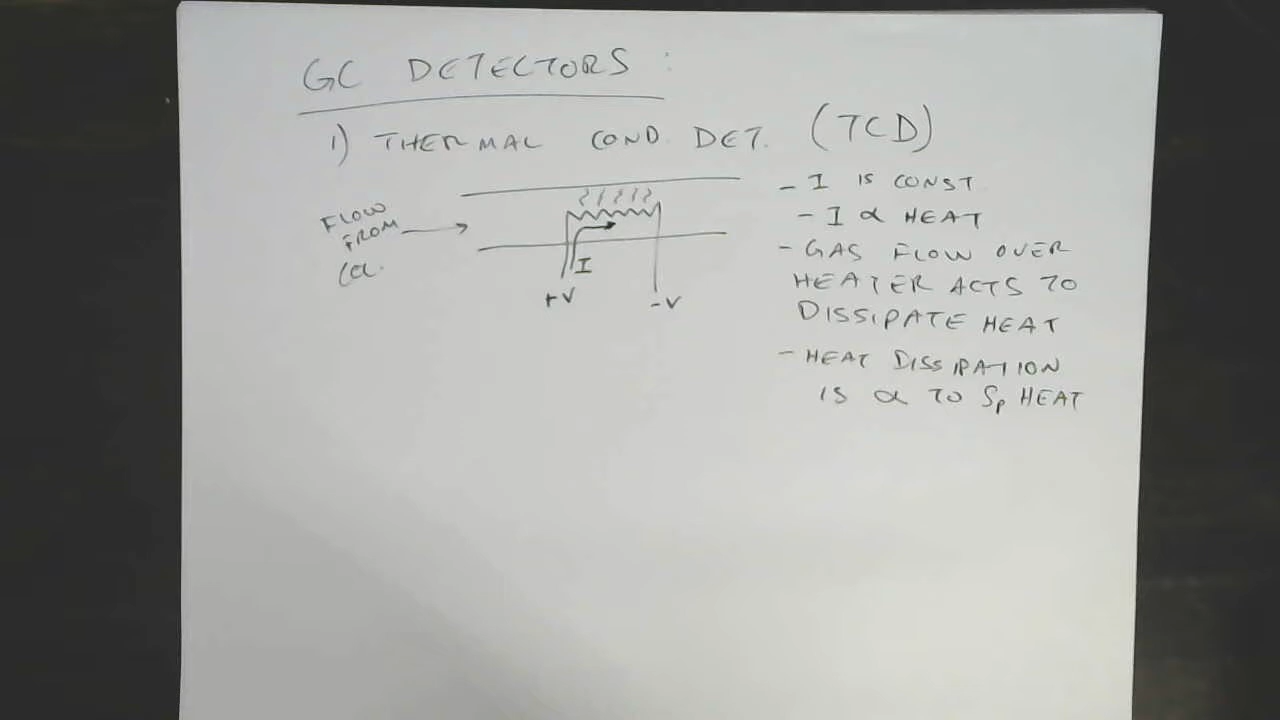 GC DETECTORS :
1) THERMAL COND. DET. (TCD)
FLOW
FROM
COL.
I
+V
-V
- I IS CONST
- I α HEAT
- GAS FLOW OVER
HEATER ACTS TO
DISSIPATE HEAT
- HEAT DISSIPATION
IS α TO Sp HEAT